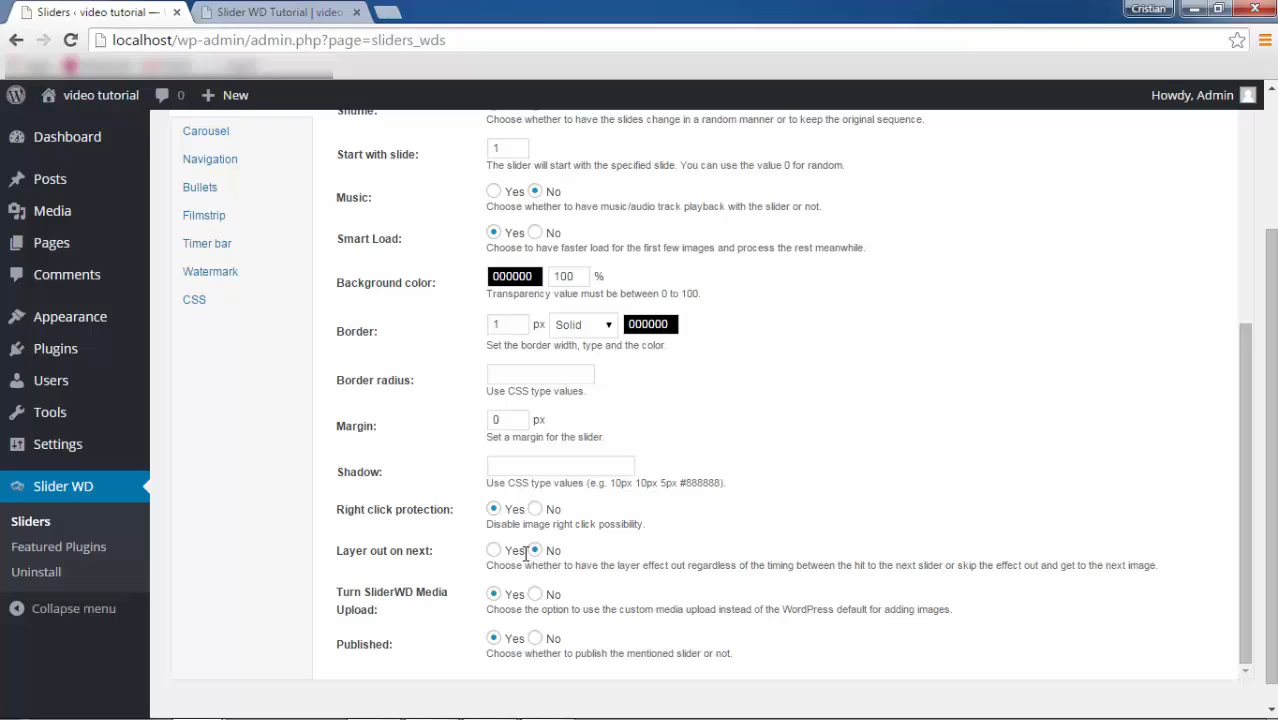 Sliders ‹ video tutorial —
Slider WD Tutorial | video
Cristian
localhost/wp-admin/admin.php?page=sliders_wds
video tutorial
0
New
Howdy, Admin
Dashboard
Posts
Media
Pages
Comments
Appearance
Plugins
Users
Tools
Settings
Slider WD
Sliders
Featured Plugins
Uninstall
Collapse menu
Carousel
Navigation
Bullets
Filmstrip
Timer bar
Watermark
CSS
Shuffle:
Choose whether to have the slides change in a random manner or to keep the original sequence.
Start with slide:
1
The slider will start with the specified slide. You can use the value 0 for random.
Music:
Yes No
Choose whether to have music/audio track playback with the slider or not.
Smart Load:
Yes No
Choose to have faster load for the first few images and process the rest meanwhile.
Background color:
000000 100 %
Transparency value must be between 0 to 100.
Border:
1 px Solid 000000
Set the border width, type and the color.
Border radius:
Use CSS type values.
Margin:
0 px
Set a margin for the slider.
Shadow:
Use CSS type values (e.g. 10px 10px 5px #888888).
Right click protection:
Yes No
Disable image right click possibility.
Layer out on next:
Yes No
Choose whether to have the layer effect out regardless of the timing between the hit to the next slider or skip the effect out and get to the next image.
Turn SliderWD Media
Upload:
Yes No
Choose the option to use the custom media upload instead of the WordPress default for adding images.
Published:
Yes No
Choose whether to publish the mentioned slider or not.